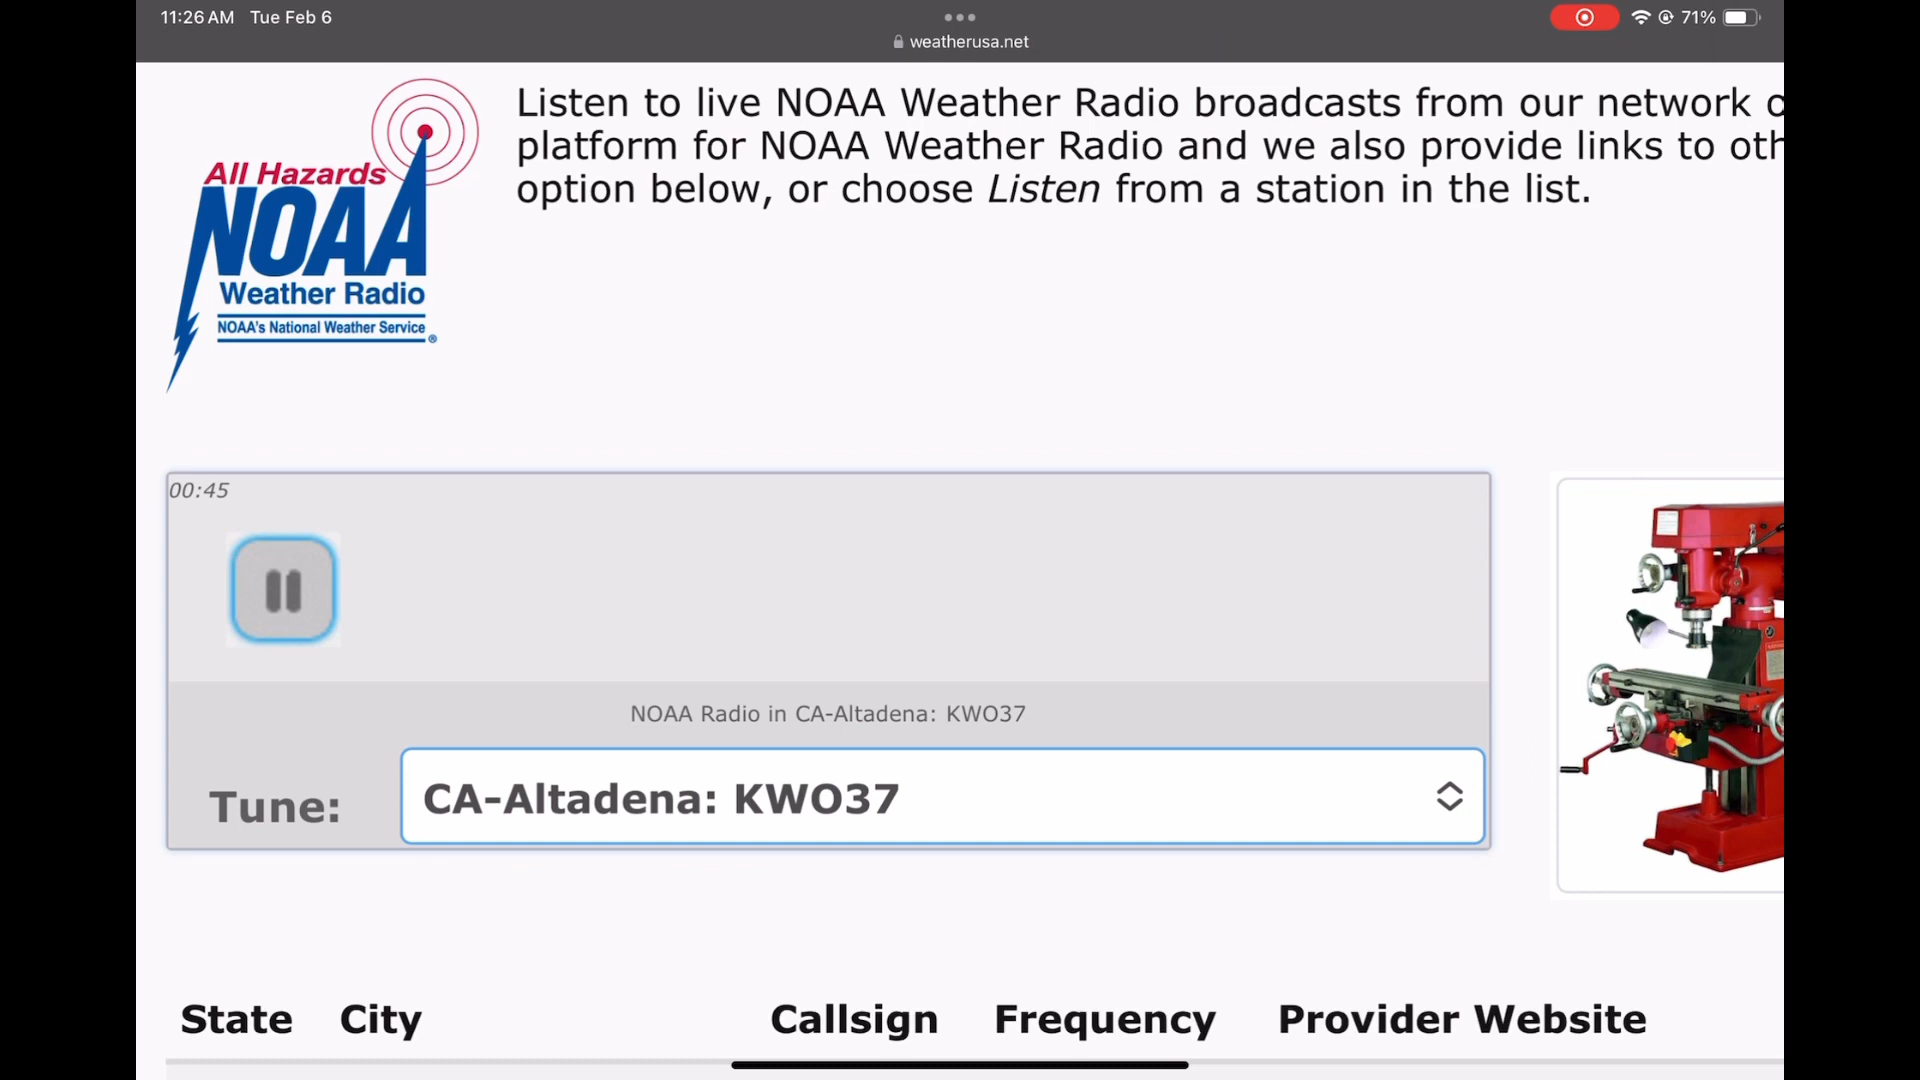 11:26 AM Tue Feb 6
71%
weatherusa.net
Listen to live NOAA Weather Radio broadcasts from our network o
platform for NOAA Weather Radio and we also provide links to oth
option below, or choose Listen from a station in the list.
All Hazards
NOAA
Weather Radio
NOAA's National Weather Service®
00:45
NOAA Radio in CA-Altadena: KWO37
Tune: CA-Altadena: KWO37
State City Callsign Frequency Provider Website